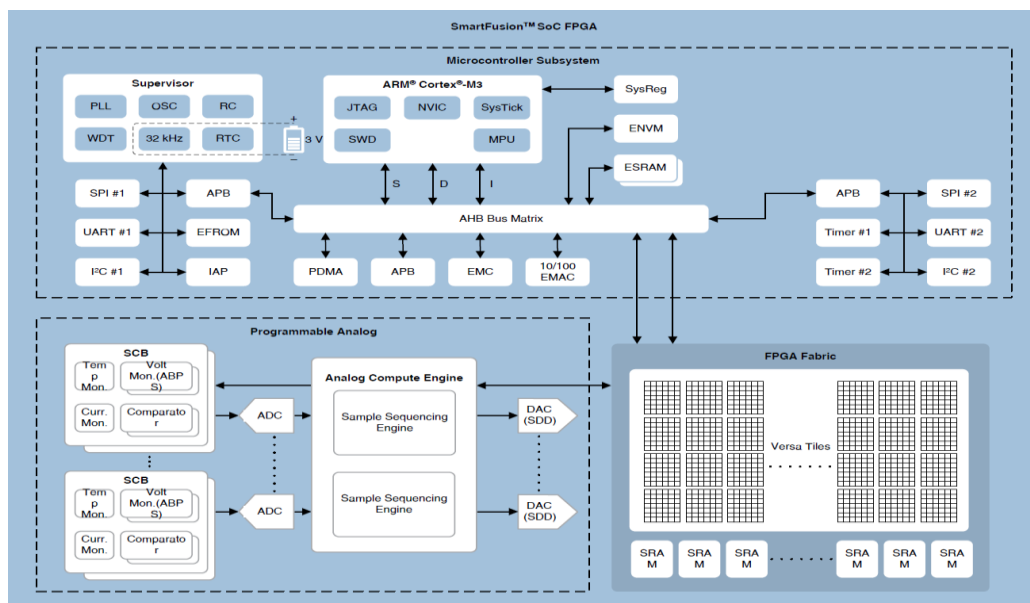 SmartFusion™ SoC FPGA
Microcontroller Subsystem
Supervisor
PLL
OSC
RC
WDT
32 kHz
RTC
+
3 V
−
ARM® Cortex®-M3
JTAG
NVIC
SysTick
SWD
MPU
SysReg
ENVM
ESRAM
S
D
I
SPI #1
APB
UART #1
EFROM
I²C #1
IAP
AHB Bus Matrix
PDMA
APB
EMC
10/100
EMAC
APB
SPI #2
Timer #1
UART #2
Timer #2
I²C #2
Programmable Analog
SCB
Tem
p
Mon.
Volt
Mon.(ABP
S)
Curr.
Mon.
Comparato
r
SCB
Tem
p
Mon.
Volt
Mon.(ABP
S)
Curr.
Mon.
Comparato
r
ADC
ADC
Analog Compute Engine
Sample Sequencing
Engine
Sample Sequencing
Engine
DAC
(SDD)
DAC
(SDD)
FPGA Fabric
Versa Tiles
SRA
M
SRA
M
SRA
M
SRA
M
SRA
M
SRA
M